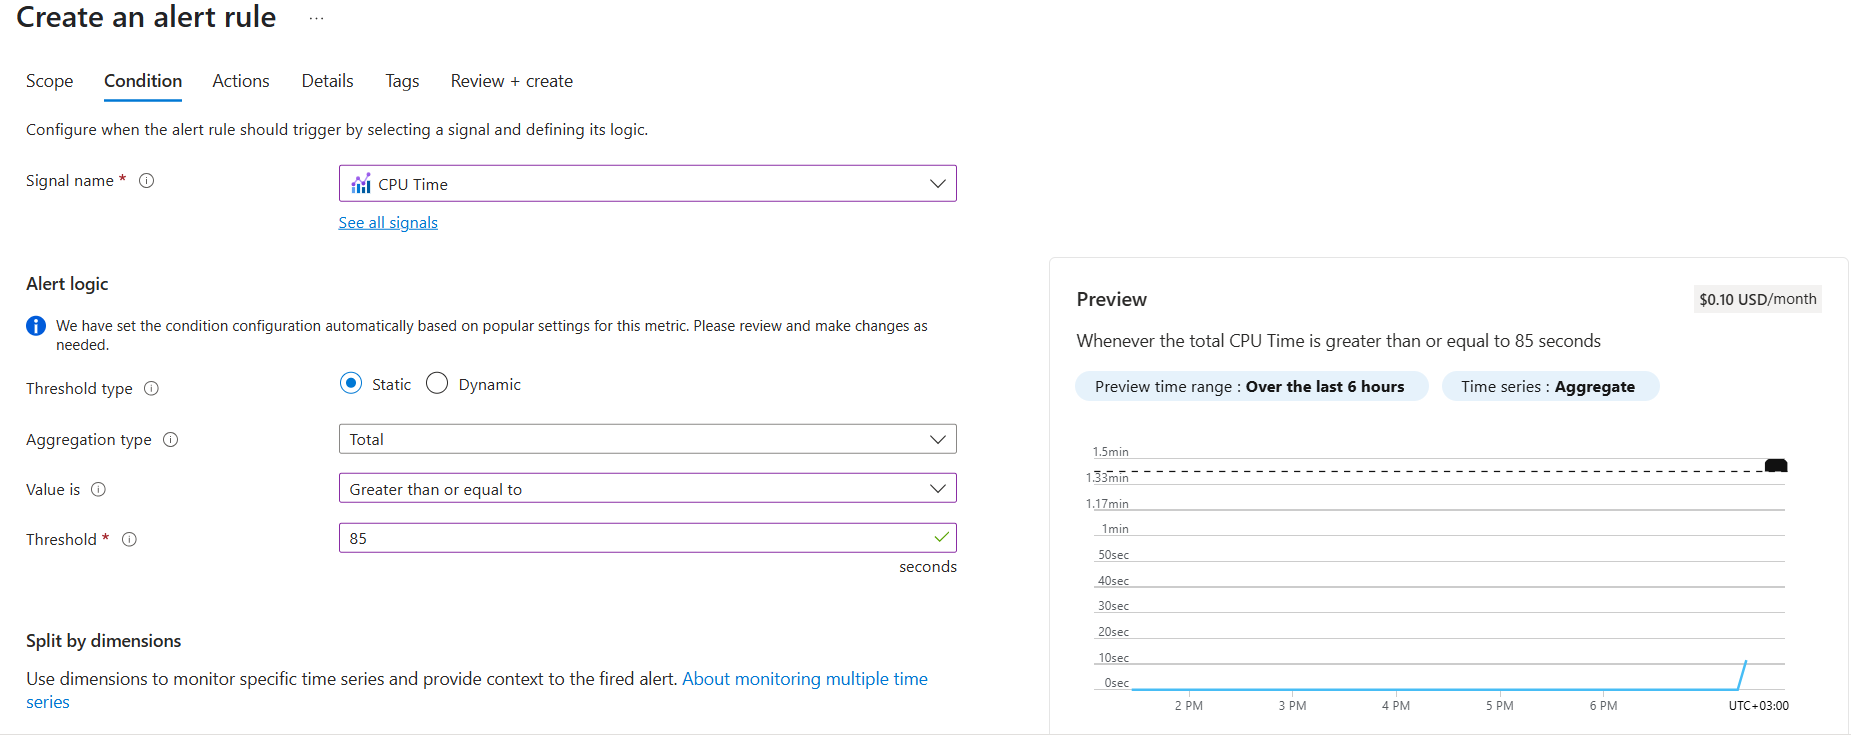 Create an alert rule ...
Scope Condition Actions Details Tags Review + create
Configure when the alert rule should trigger by selecting a signal and defining its logic.
Signal name * CPU Time
See all signals
Alert logic
We have set the condition configuration automatically based on popular settings for this metric. Please review and make changes as
needed.
Threshold type Static Dynamic
Aggregation type Total
Value is Greater than or equal to
Threshold * 85
seconds
Split by dimensions
Use dimensions to monitor specific time series and provide context to the fired alert. About monitoring multiple time
series
Preview $0.10 USD/month
Whenever the total CPU Time is greater than or equal to 85 seconds
Preview time range : Over the last 6 hours Time series : Aggregate
1.5min
1.33min
1.17min
1min
50sec
40sec
30sec
20sec
10sec
0sec
2 PM 3 PM 4 PM 5 PM 6 PM UTC+03:00